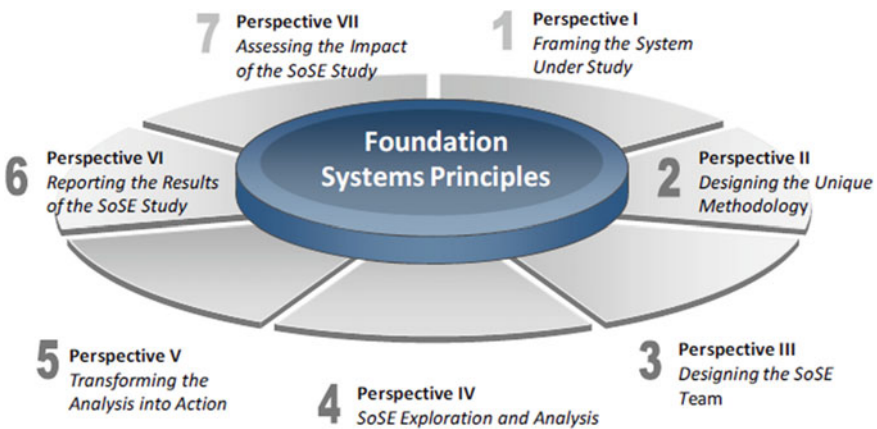 Foundation
Systems Principles
1
Perspective I
Framing the System
Under Study
2
Perspective II
Designing the Unique
Methodology
3
Perspective III
Designing the SoSE
Team
4
Perspective IV
SoSE Exploration and Analysis
5
Perspective V
Transforming the
Analysis into Action
6
Perspective VI
Reporting the Results
of the SoSE Study
7
Perspective VII
Assessing the Impact
of the SoSE Study